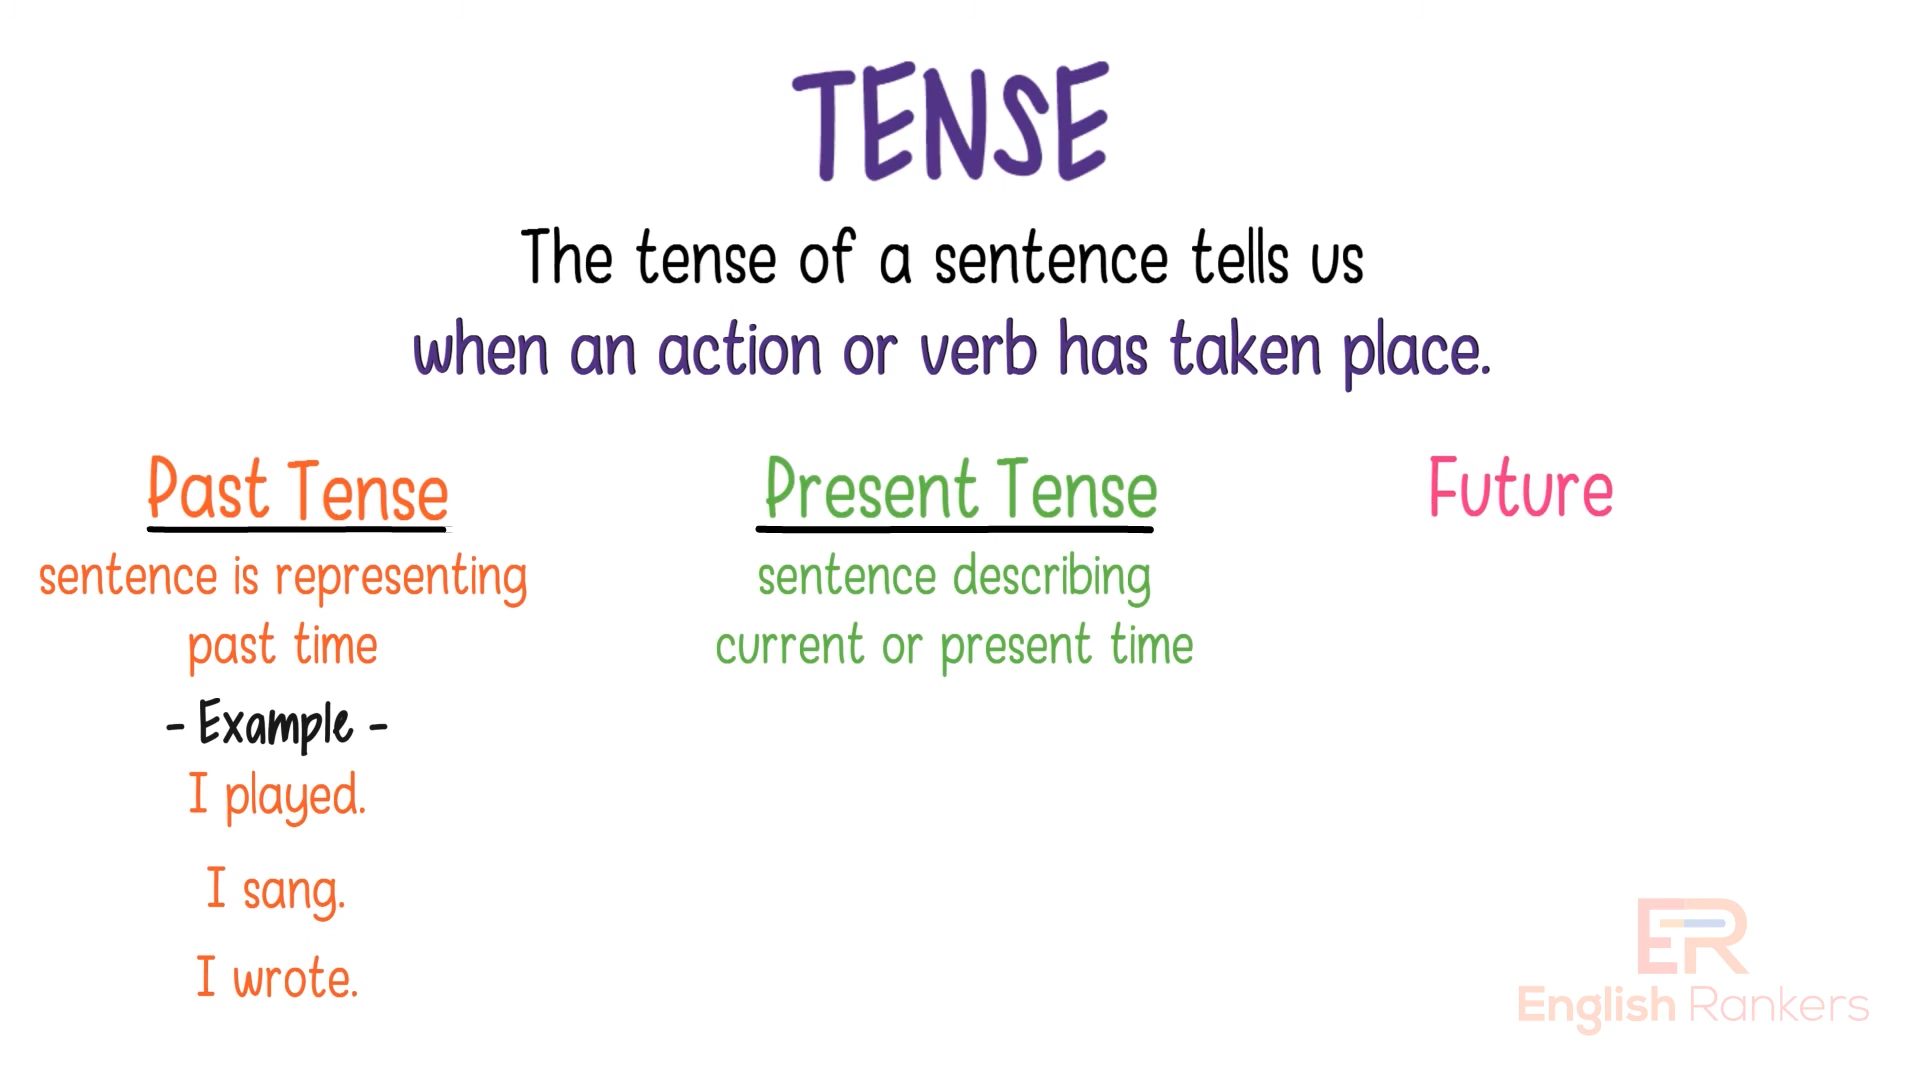 TENSE
The tense of a sentence tells us
when an action or verb has taken place.
Past Tense
sentence is representing
past time
- Example -
I played.
I sang.
I wrote.
Present Tense
sentence describing
current or present time
Future
ER
English Rankers